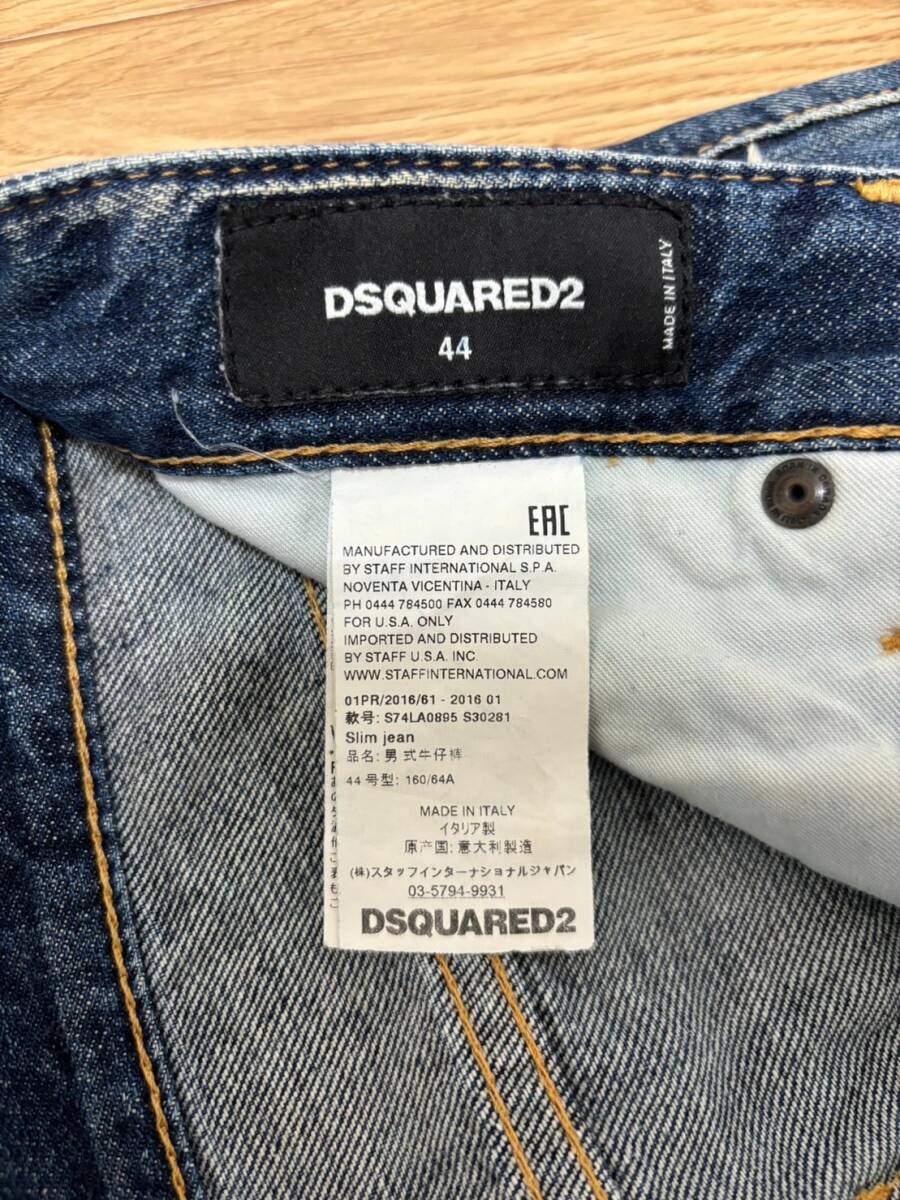 DSQUARED2
44
MADE IN ITALY
EAC
MANUFACTURED AND DISTRIBUTED
BY STAFF INTERNATIONAL S.P.A.
NOVENTA VICENTINA - ITALY
PH 0444 784500 FAX 0444 784580
FOR U.S.A. ONLY
IMPORTED AND DISTRIBUTED
BY STAFF U.S.A. INC.
WWW.STAFFINTERNATIONAL.COM
01PR/2016/61 - 2016 01
款号: S74LA0895 S30281
Slim jean
品名: 男式牛仔裤
44 号型: 160/64A
MADE IN ITALY
イタリア製
原产国: 意大利製造
(株)スタッフインターナショナルジャパン
03-5794-9931
DSQUARED2